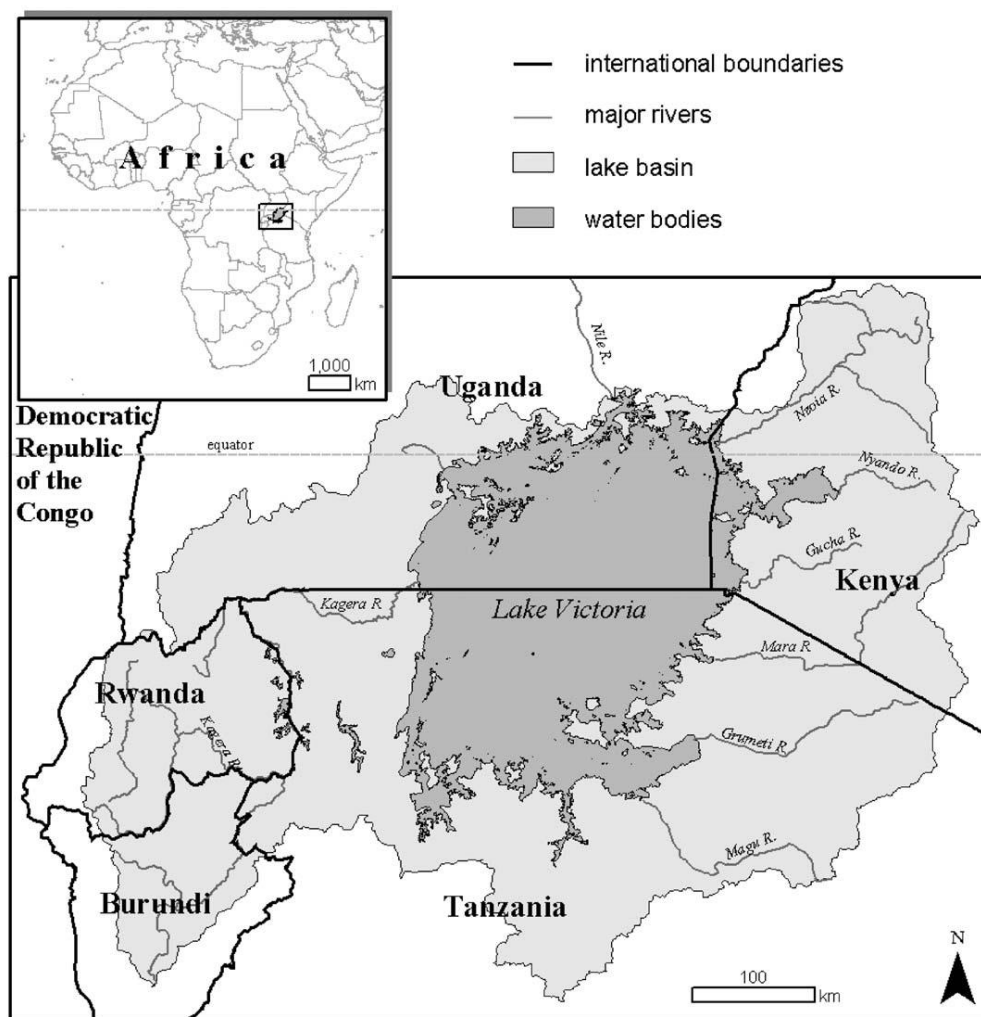 A f r i c a
1,000
km
international boundaries
major rivers
lake basin
water bodies
Democratic
Republic
of the
Congo
Uganda
Nile R.
equator
Nzoia R.
Nyando R.
Gucha R.
Kenya
Kagera R
Lake Victoria
Mara R
Rwanda
Kagera R.
Grumeti R.
Magu R.
Burundi
Tanzania
N
100
km